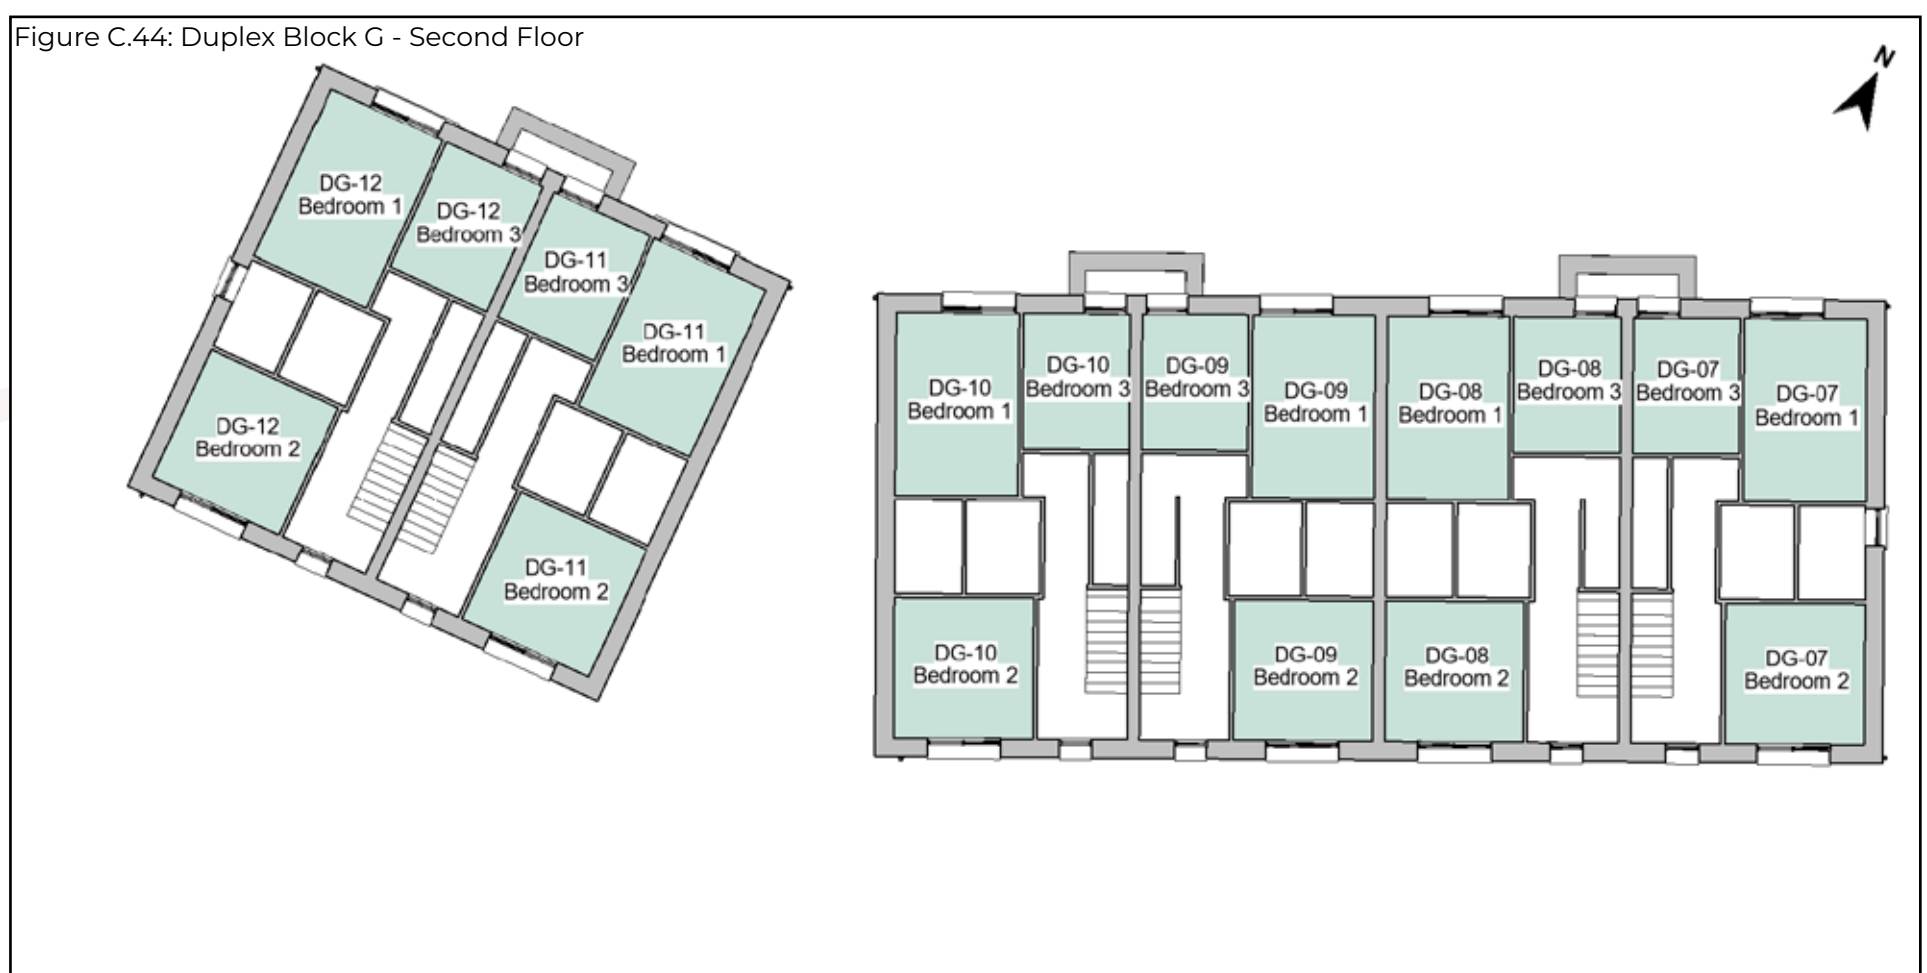 Figure C.44: Duplex Block G - Second Floor
N
DG-12
Bedroom 1
DG-12
Bedroom 3
DG-11
Bedroom 3
DG-11
Bedroom 1
DG-12
Bedroom 2
DG-11
Bedroom 2
DG-10
Bedroom 1
DG-10
Bedroom 3
DG-09
Bedroom 3
DG-09
Bedroom 1
DG-08
Bedroom 1
DG-08
Bedroom 3
DG-07
Bedroom 3
DG-07
Bedroom 1
DG-10
Bedroom 2
DG-09
Bedroom 2
DG-08
Bedroom 2
DG-07
Bedroom 2